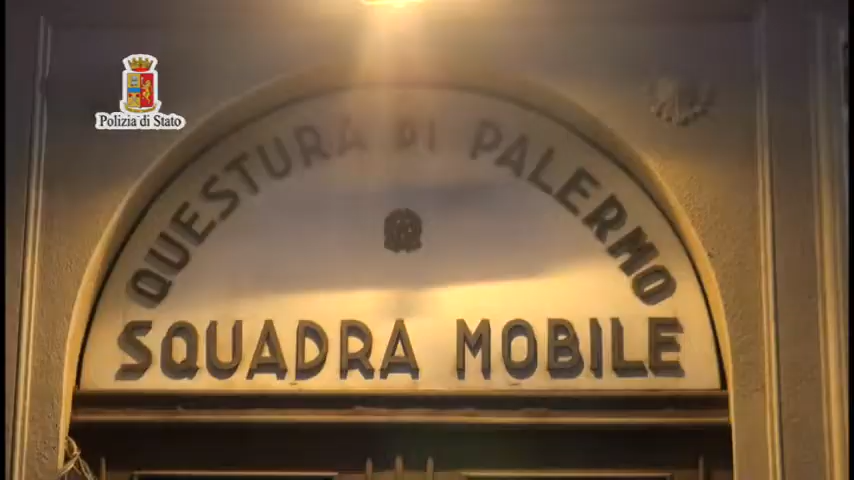 Polizia di Stato
QUESTURA DI PALERMO
SQUADRA MOBILE